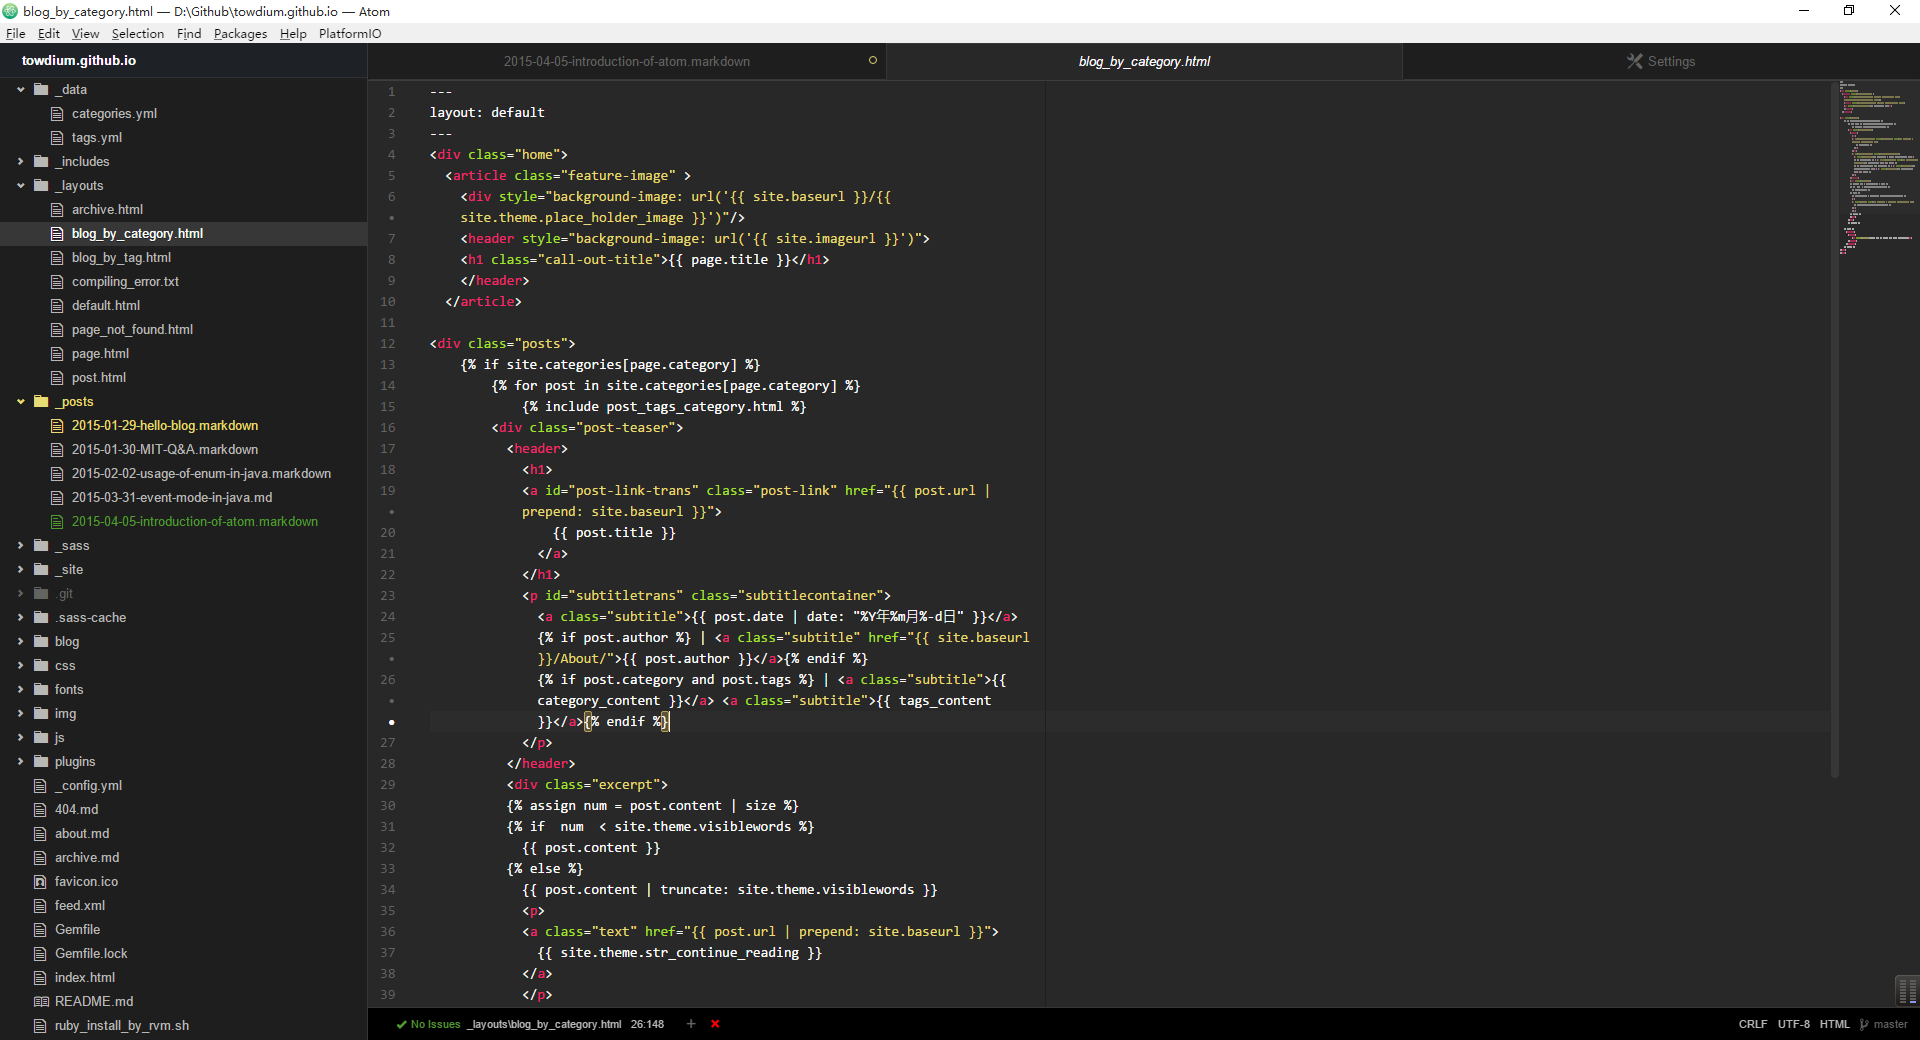 blog_by_category.html — D:\Github\towdium.github.io — Atom
File Edit View Selection Find Packages Help PlatformIO
towdium.github.io
_data
categories.yml
tags.yml
_includes
_layouts
archive.html
blog_by_category.html
blog_by_tag.html
compiling_error.txt
default.html
page_not_found.html
page.html
post.html
_posts
2015-01-29-hello-blog.markdown
2015-01-30-MIT-Q&A.markdown
2015-02-02-usage-of-enum-in-java.markdown
2015-03-31-event-mode-in-java.md
2015-04-05-introduction-of-atom.markdown
_sass
_site
.git
.sass-cache
blog
css
fonts
img
js
plugins
_config.yml
404.md
about.md
archive.md
favicon.ico
feed.xml
Gemfile
Gemfile.lock
index.html
README.md
ruby_install_by_rvm.sh
2015-04-05-introduction-of-atom.markdown
blog_by_category.html
Settings
1 ---
2 layout: default
3 ---
4 <div class="home">
5 <article class="feature-image" >
6 <div style="background-image: url('{{ site.baseurl }}/{{
• site.theme.place_holder_image }}')"/>
7 <header style="background-image: url('{{ site.imageurl }}')">
8 <h1 class="call-out-title">{{ page.title }}</h1>
9 </header>
10 </article>
11
12 <div class="posts">
13 {% if site.categories[page.category] %}
14 {% for post in site.categories[page.category] %}
15 {% include post_tags_category.html %}
16 <div class="post-teaser">
17 <header>
18 <h1>
19 <a id="post-link-trans" class="post-link" href="{{ post.url |
• prepend: site.baseurl }}">
20 {{ post.title }}
21 </a>
22 </h1>
23 <p id="subtitletrans" class="subtitlecontainer">
24 <a class="subtitle">{{ post.date | date: "%Y年%m月%-d日" }}</a>
25 {% if post.author %} | <a class="subtitle" href="{{ site.baseurl
• }}/About/">{{ post.author }}</a>{% endif %}
26 {% if post.category and post.tags %} | <a class="subtitle">{{
• category_content }}</a> <a class="subtitle">{{ tags_content
• }}</a>{% endif %}
27 </p>
28 </header>
29 <div class="excerpt">
30 {% assign num = post.content | size %}
31 {% if  num  < site.theme.visiblewords %}
32 {{ post.content }}
33 {% else %}
34 {{ post.content | truncate: site.theme.visiblewords }}
35 <p>
36 <a class="text" href="{{ post.url | prepend: site.baseurl }}">
37 {{ site.theme.str_continue_reading }}
38 </a>
39 </p>
No Issues _layouts\blog_by_category.html 26:148 + CRLF UTF-8 HTML master